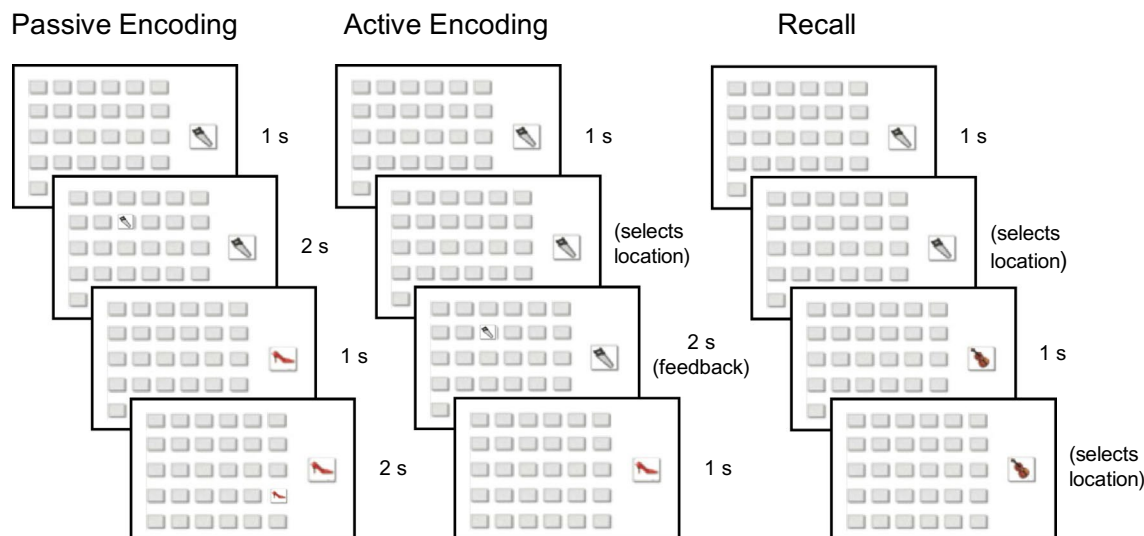 Passive Encoding
1 s
2 s
1 s
2 s
Active Encoding
1 s
(selects
location)
2 s
(feedback)
1 s
Recall
1 s
(selects
location)
1 s
(selects
location)